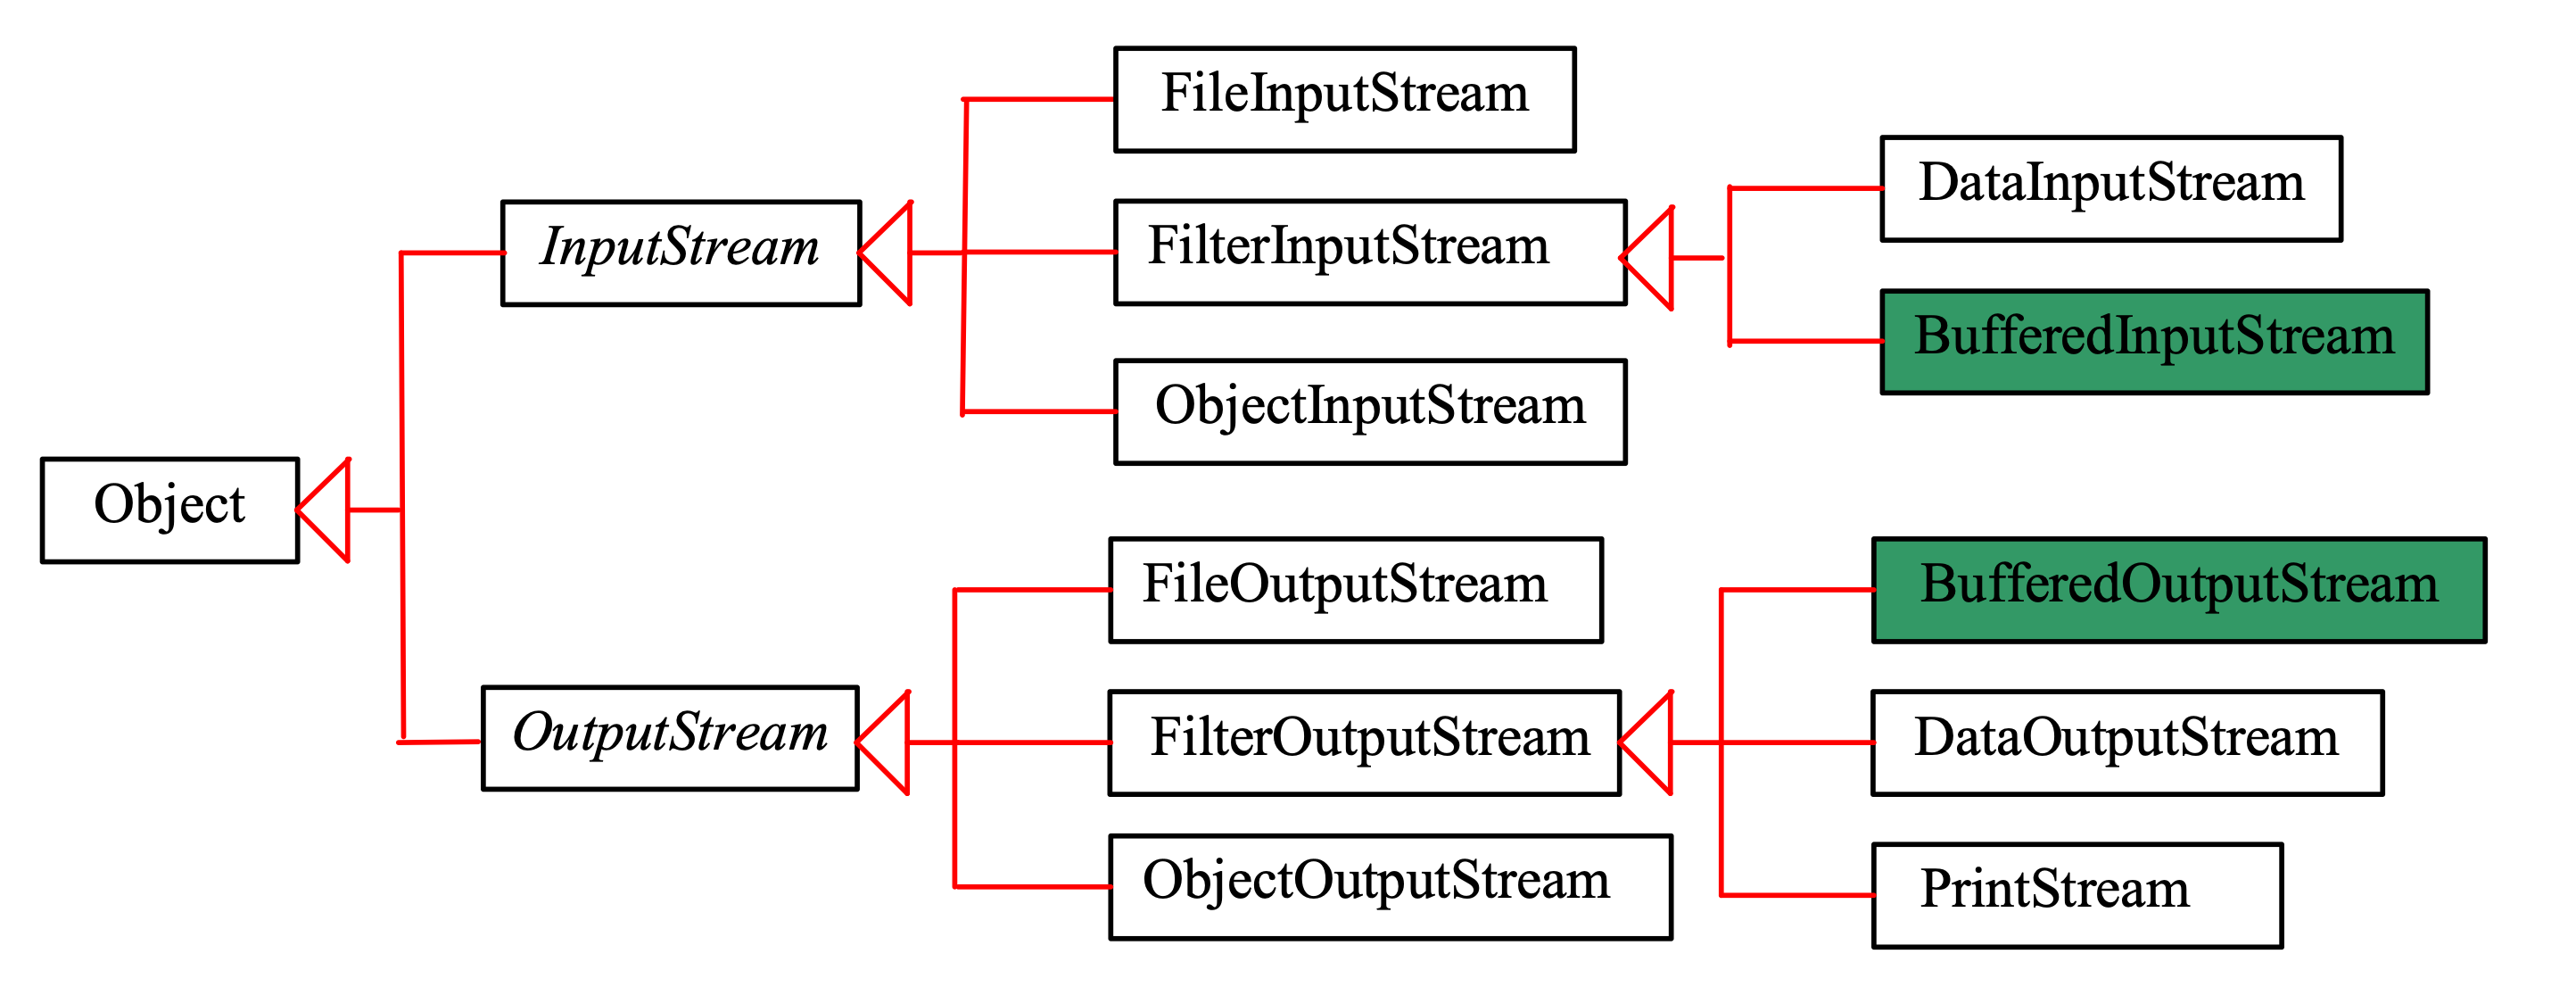 FileInputStream
DataInputStream
InputStream
FilterInputStream
BufferedInputStream
ObjectInputStream
Object
FileOutputStream
BufferedOutputStream
OutputStream
FilterOutputStream
DataOutputStream
ObjectOutputStream
PrintStream